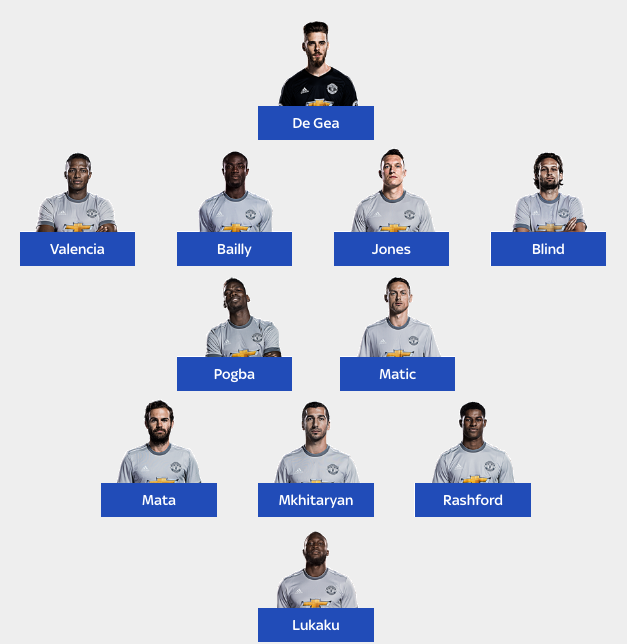 De Gea
Valencia
Bailly
Jones
Blind
Pogba
Matic
Mata
Mkhitaryan
Rashford
Lukaku